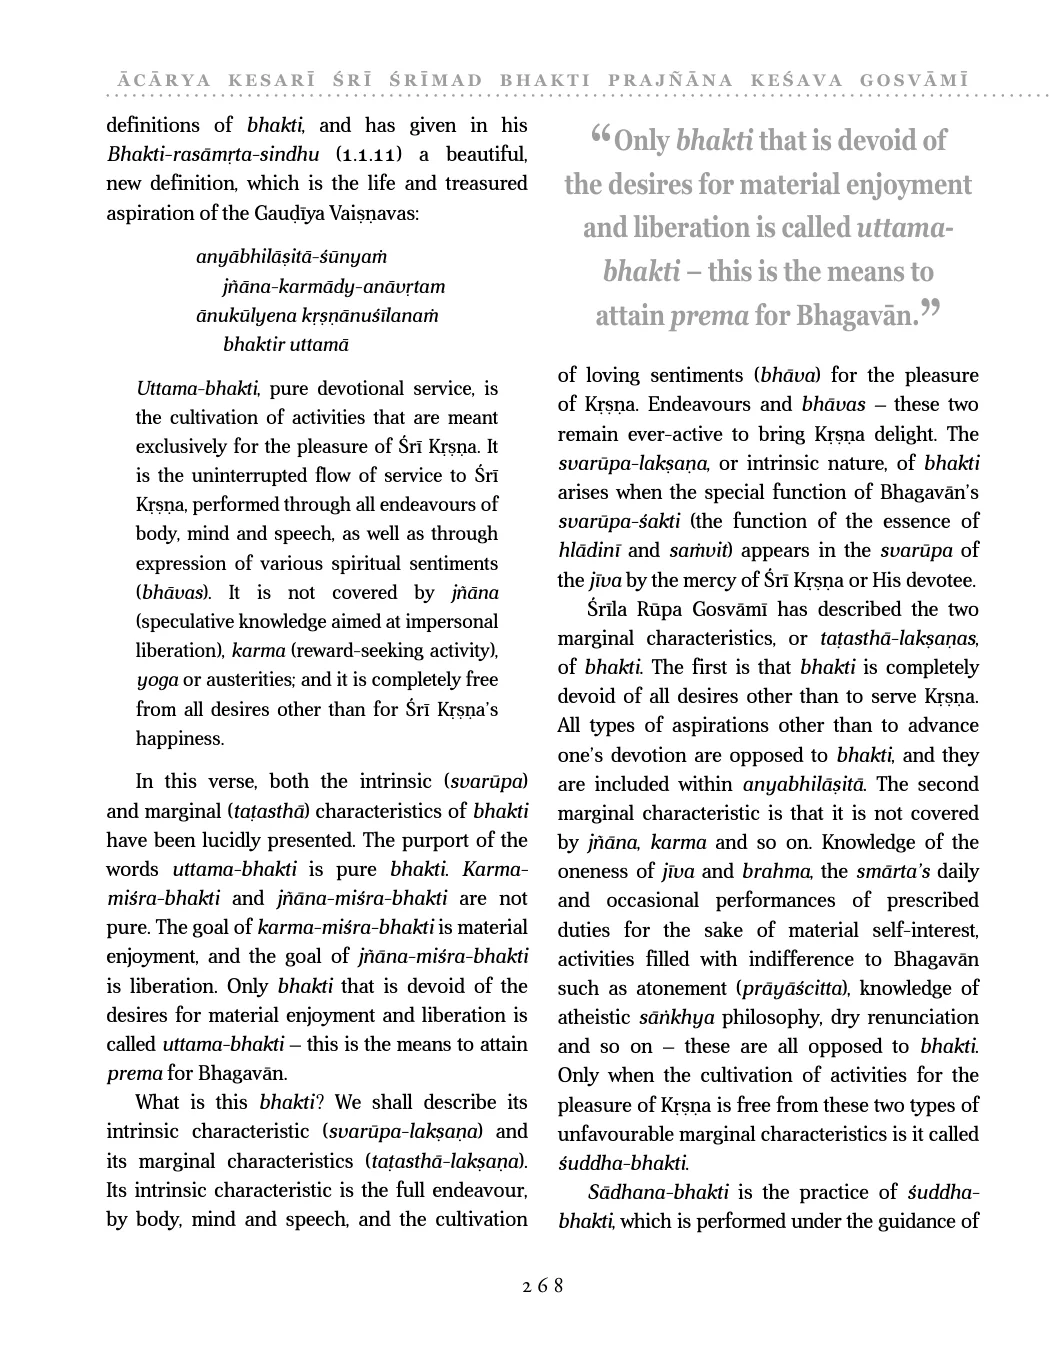 ĀCĀRYA KESARĪ ŚRĪ ŚRĪMAD BHAKTI PRAJÑĀNA KEŚAVA GOSVĀMĪ
definitions of bhakti, and has given in his
Bhakti-rasāmṛta-sindhu (1.1.11) a beautiful,
new definition, which is the life and treasured
aspiration of the Gauḍīya Vaiṣṇavas:
anyābhilāṣitā-śūnyaṁ
jñāna-karmādy-anāvṛtam
ānukūlyena kṛṣṇānuśīlanaṁ
bhaktir uttamā
Uttama-bhakti, pure devotional service, is
the cultivation of activities that are meant
exclusively for the pleasure of Śrī Kṛṣṇa. It
is the uninterrupted flow of service to Śrī
Kṛṣṇa, performed through all endeavours of
body, mind and speech, as well as through
expression of various spiritual sentiments
(bhāvas). It is not covered by jñāna
(speculative knowledge aimed at impersonal
liberation), karma (reward-seeking activity),
yoga or austerities; and it is completely free
from all desires other than for Śrī Kṛṣṇa’s
happiness.
In this verse, both the intrinsic (svarūpa)
and marginal (taṭasthā) characteristics of bhakti
have been lucidly presented. The purport of the
words uttama-bhakti is pure bhakti. Karma-
miśra-bhakti and jñāna-miśra-bhakti are not
pure. The goal of karma-miśra-bhakti is material
enjoyment, and the goal of jñāna-miśra-bhakti
is liberation. Only bhakti that is devoid of the
desires for material enjoyment and liberation is
called uttama-bhakti – this is the means to attain
prema for Bhagavān.
What is this bhakti? We shall describe its
intrinsic characteristic (svarūpa-lakṣaṇa) and
its marginal characteristics (taṭasthā-lakṣaṇa).
Its intrinsic characteristic is the full endeavour,
by body, mind and speech, and the cultivation
“Only bhakti that is devoid of
the desires for material enjoyment
and liberation is called uttama-
bhakti – this is the means to
attain prema for Bhagavān.”
of loving sentiments (bhāva) for the pleasure
of Kṛṣṇa. Endeavours and bhāvas – these two
remain ever-active to bring Kṛṣṇa delight. The
svarūpa-lakṣaṇa, or intrinsic nature, of bhakti
arises when the special function of Bhagavān’s
svarūpa-śakti (the function of the essence of
hlādinī and saṁvit) appears in the svarūpa of
the jīva by the mercy of Śrī Kṛṣṇa or His devotee.
Śrīla Rūpa Gosvāmī has described the two
marginal characteristics, or taṭasthā-lakṣaṇas,
of bhakti. The first is that bhakti is completely
devoid of all desires other than to serve Kṛṣṇa.
All types of aspirations other than to advance
one’s devotion are opposed to bhakti, and they
are included within anyabhilāṣitā. The second
marginal characteristic is that it is not covered
by jñāna, karma and so on. Knowledge of the
oneness of jīva and brahma, the smārta’s daily
and occasional performances of prescribed
duties for the sake of material self-interest,
activities filled with indifference to Bhagavān
such as atonement (prāyāścitta), knowledge of
atheistic sāṅkhya philosophy, dry renunciation
and so on – these are all opposed to bhakti.
Only when the cultivation of activities for the
pleasure of Kṛṣṇa is free from these two types of
unfavourable marginal characteristics is it called
śuddha-bhakti.
Sādhana-bhakti is the practice of śuddha-
bhakti, which is performed under the guidance of
268